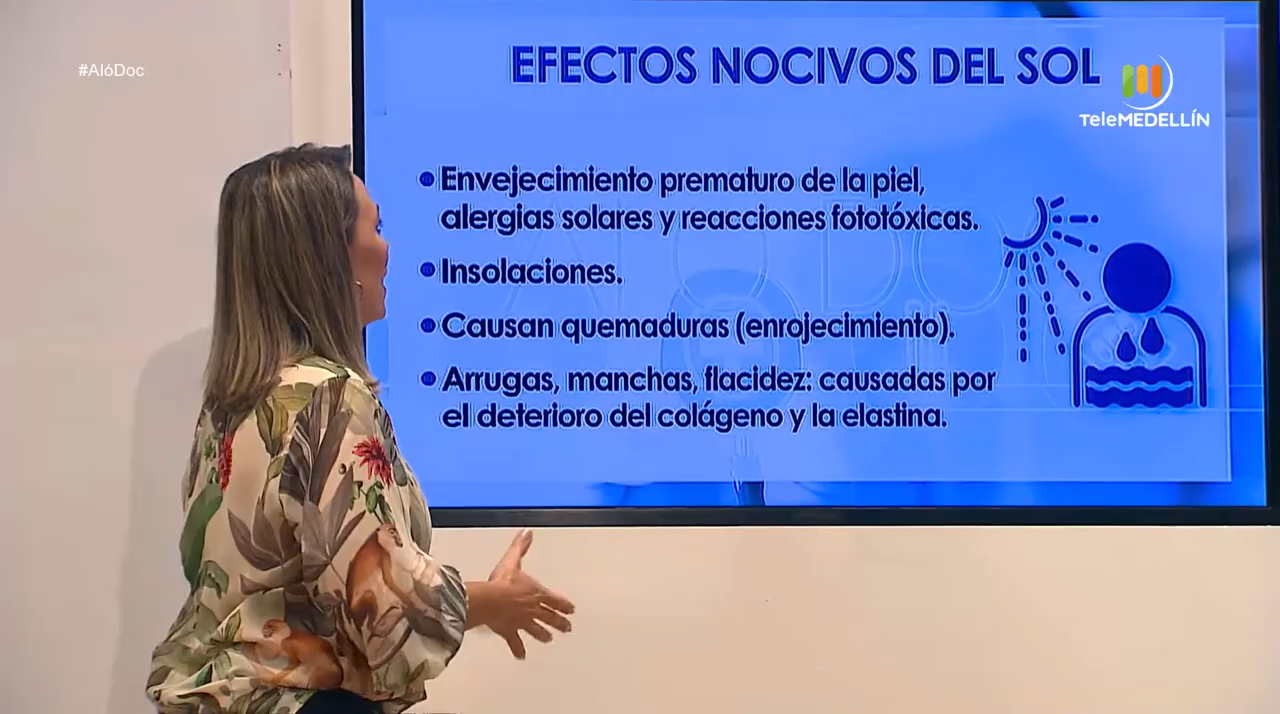 #AlóDoc
EFECTOS NOCIVOS DEL SOL
TeleMEDELLÍN
Envejecimiento prematuro de la piel,
alergias solares y reacciones fototóxicas.
Insolaciones.
Causan quemaduras (enrojecimiento).
Arrugas, manchas, flacidez: causadas por
el deterioro del colágeno y la elastina.